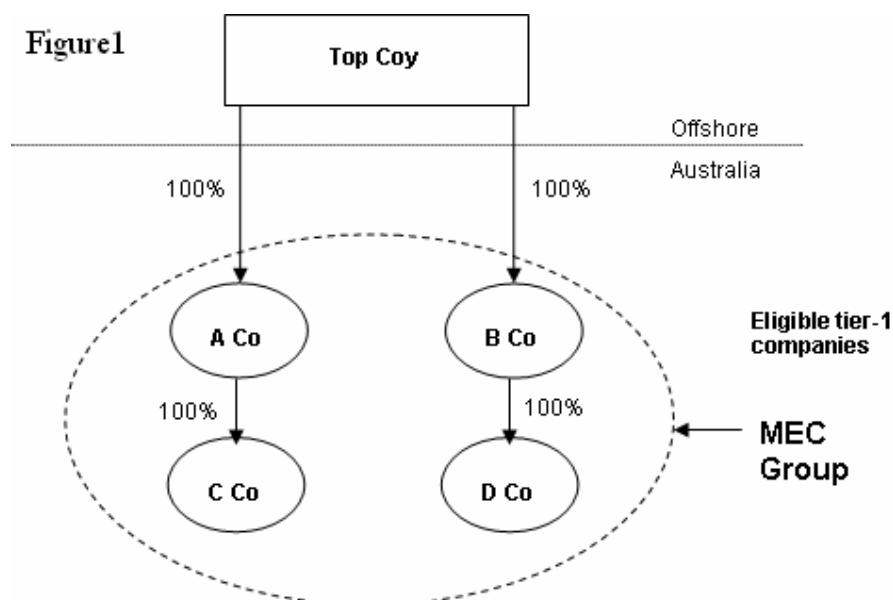 Figure1
Top Coy
Offshore
Australia
100%
100%
A Co
B Co
Eligible tier-1
companies
100%
100%
MEC
Group
C Co
D Co